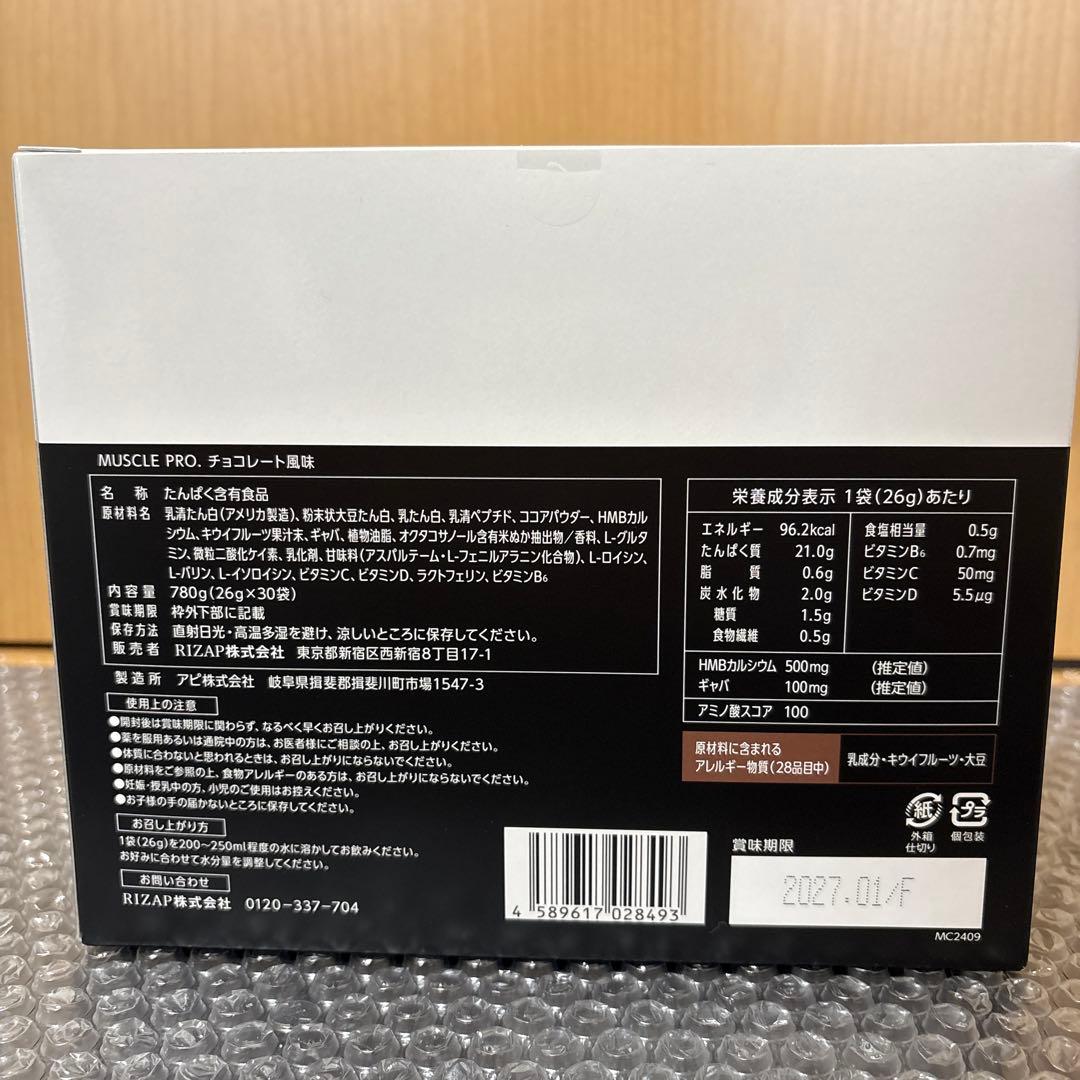 MUSCLE PRO. チョコレート風味
名 称 たんぱく含有食品
原材料名 乳清たん白(アメリカ製造)、粉末状大豆たん白、乳たん白、乳清ペプチド、ココアパウダー、HMBカル
シウム、キウイフルーツ果汁末、ギャバ、植物油脂、オクタコサノール含有米ぬか抽出物/香料、L-グルタ
ミン、微粒二酸化ケイ素、乳化剤、甘味料(アスパルテーム・L-フェニルアラニン化合物)、L-ロイシン、
L-バリン、L-イソロイシン、ビタミンC、ビタミンD、ラクトフェリン、ビタミンB₆
内容量 780g(26g×30袋)
賞味期限 枠外下部に記載
保存方法 直射日光・高温多湿を避け、涼しいところに保存してください。
販売者 RIZAP株式会社 東京都新宿区西新宿8丁目17-1
製造所 アピ株式会社 岐阜県揖斐郡揖斐川町市場1547-3
使用上の注意
●開封後は賞味期限に関わらず、なるべく早くお召し上がりください。
●薬を服用あるいは通院中の方は、お医者様にご相談の上、お召し上がりください。
●体質に合わないと思われるときは、お召し上がりにならないでください。
●原材料をご参照の上、食物アレルギーのある方は、お召し上がりにならないでください。
●妊娠・授乳中の方、小児のご使用はお控えください。
●お子様の手の届かないところに保存してください。
お召し上がり方
1袋(26g)を200〜250ml程度の水に溶かしてお飲みください。
お好みに合わせて水分量を調整してください。
お問い合わせ
RIZAP株式会社 0120-337-704
栄養成分表示 1袋(26g)あたり
エネルギー 96.2kcal
たんぱく質 21.0g
脂 質 0.6g
炭水化物 2.0g
糖質 1.5g
食物繊維 0.5g
食塩相当量 0.5g
ビタミンB₆ 0.7mg
ビタミンC 50mg
ビタミンD 5.5μg
HMBカルシウム 500mg (推定値)
ギャバ 100mg (推定値)
アミノ酸スコア 100
原材料に含まれる
アレルギー物質(28品目中)
乳成分・キウイフルーツ・大豆
紙
外箱
仕切り
プラ
個包装
4 589617 028493
賞味期限
2027.01/F
MC2409